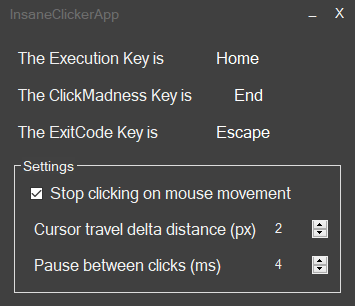 InsaneClickerApp
The Execution Key is Home
The ClickMadness Key is End
The ExitCode Key is Escape
Settings
Stop clicking on mouse movement
Cursor travel delta distance (px) 2
Pause between clicks (ms) 4